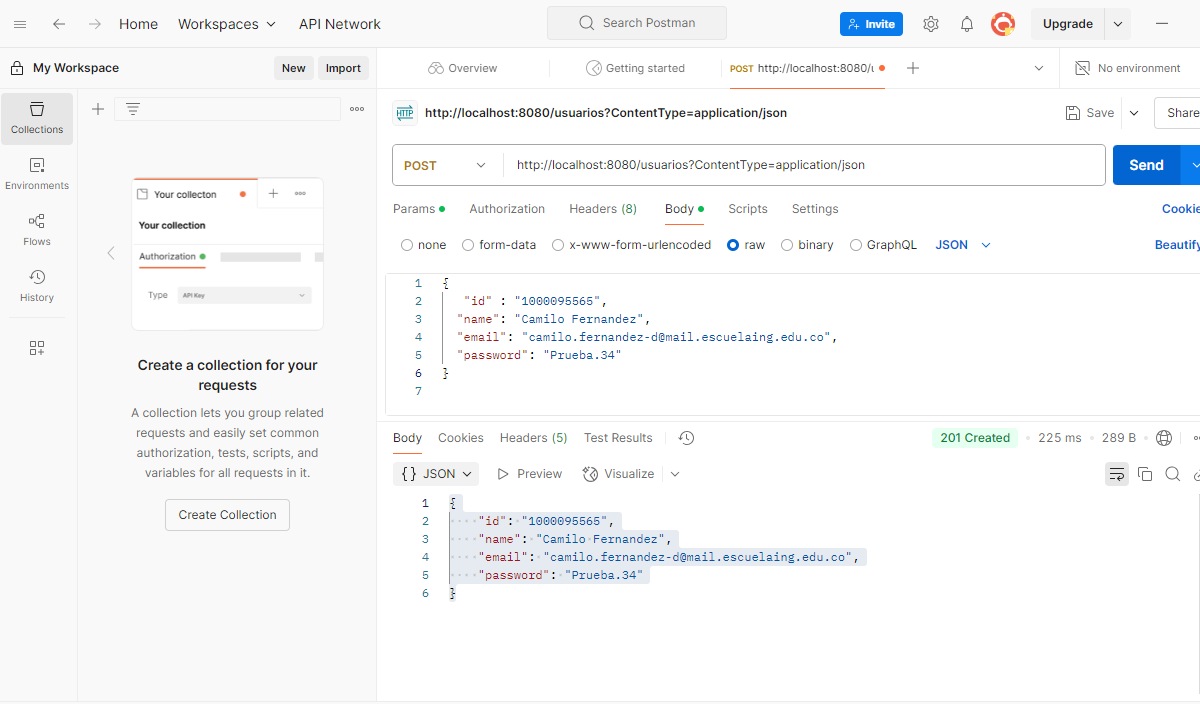 Home Workspaces API Network Search Postman Invite Upgrade
My Workspace New Import Overview Getting started POST http://localhost:8080/u No environment
Collections
Environments
Flows
History
Your collecton
Your collection
Authorization
Type API Key
Create a collection for your
requests
A collection lets you group related
requests and easily set common
authorization, tests, scripts, and
variables for all requests in it.
Create Collection
HTTP http://localhost:8080/usuarios?ContentType=application/json Save Share
POST http://localhost:8080/usuarios?ContentType=application/json Send
Params Authorization Headers (8) Body Scripts Settings Cookie
none form-data x-www-form-urlencoded raw binary GraphQL JSON Beautify
1 {
2 "id" : "1000095565",
3 "name": "Camilo Fernandez",
4 "email": "camilo.fernandez-d@mail.escuelaing.edu.co",
5 "password": "Prueba.34"
6 }
7
Body Cookies Headers (5) Test Results 201 Created 225 ms 289 B
{} JSON Preview Visualize
1 {
2 "id": "1000095565",
3 "name": "Camilo Fernandez",
4 "email": "camilo.fernandez-d@mail.escuelaing.edu.co",
5 "password": "Prueba.34"
6 }